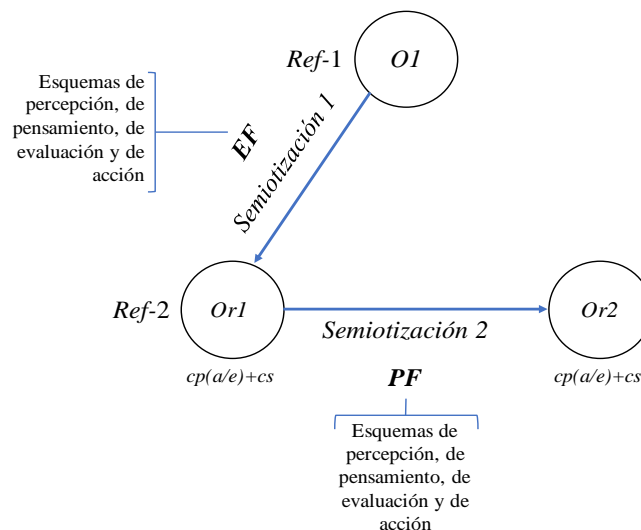 Ref-1
O1
Esquemas de
percepción, de
pensamiento, de
evaluación y de
acción
EF
Semiotización 1
Ref-2
Or1
Semiotización 2
Or2
cp(a/e)+cs
PF
cp(a/e)+cs
Esquemas de
percepción, de
pensamiento, de
evaluación y de
acción